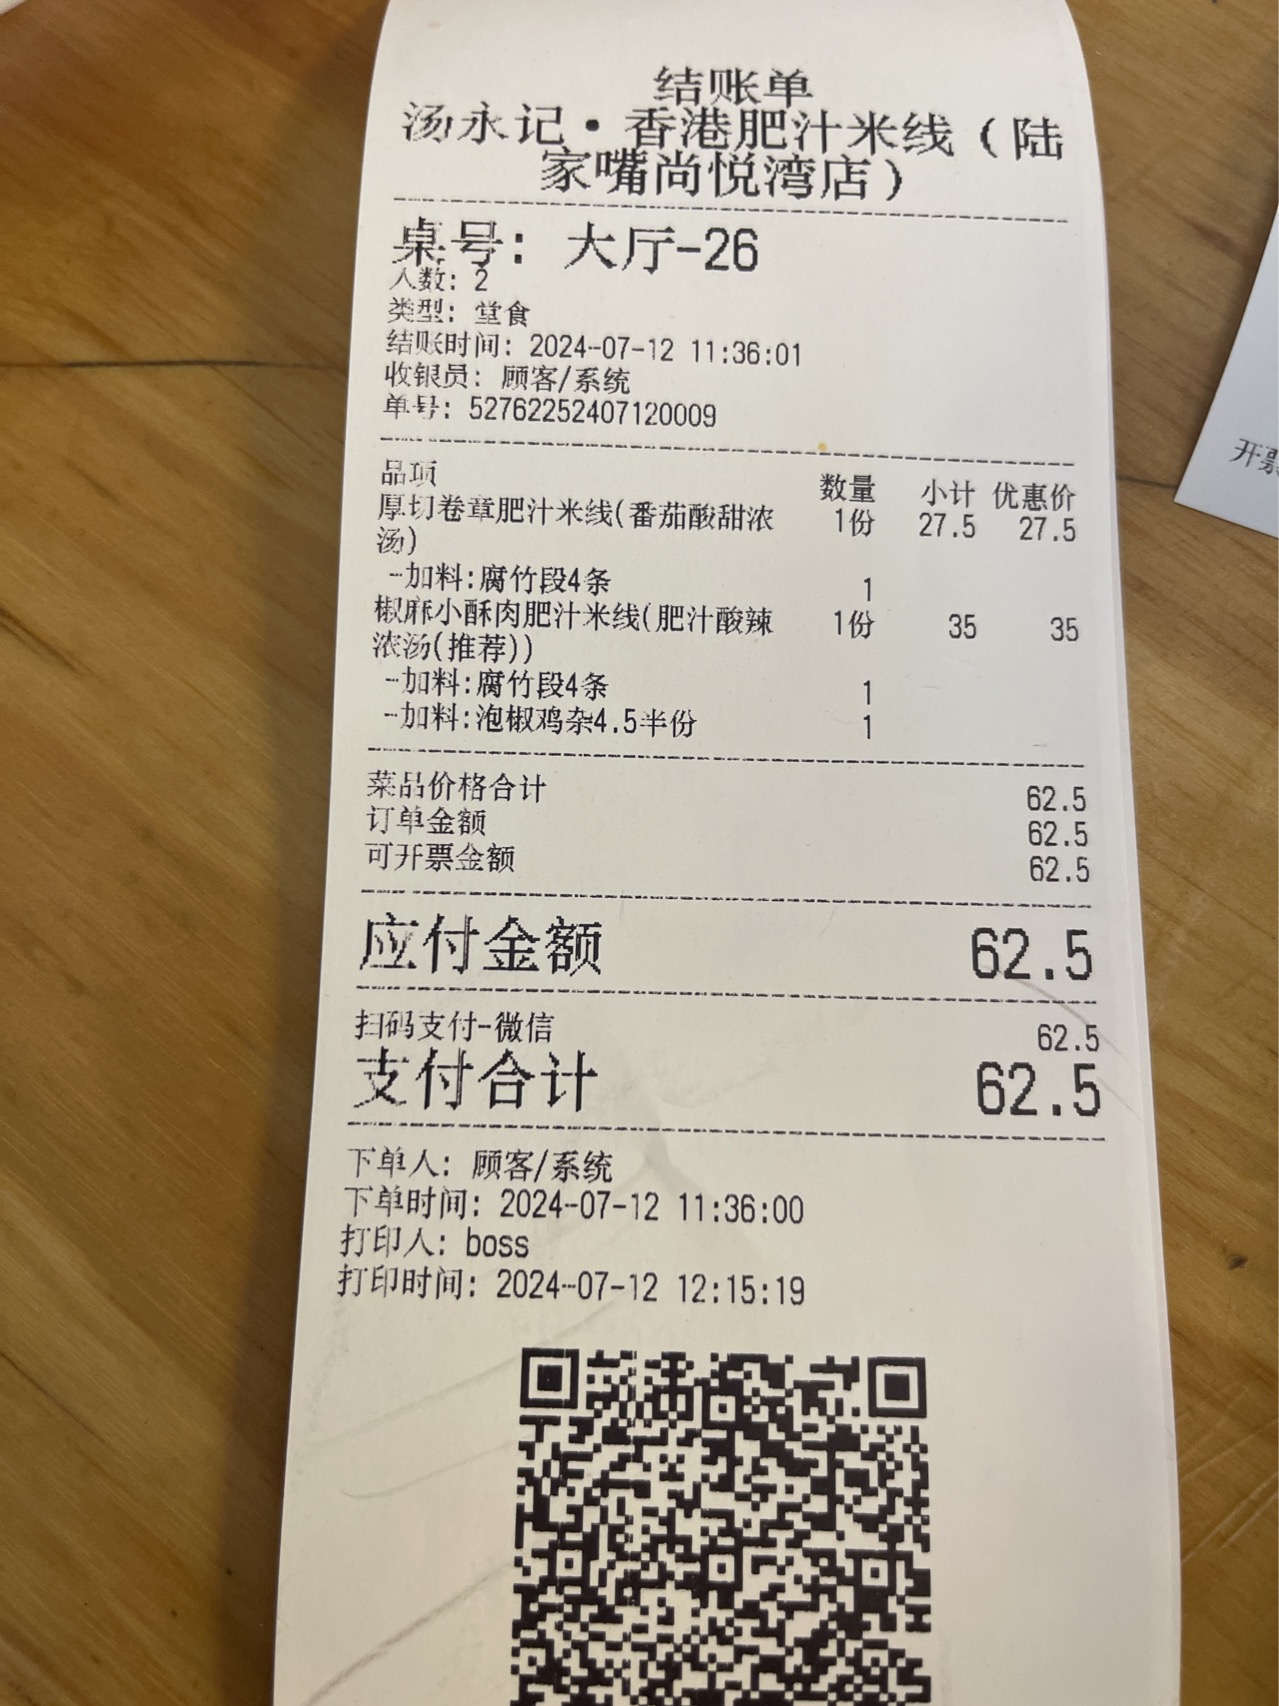 结账单
汤永记·香港肥汁米线（陆
家嘴尚悦湾店）
桌号: 大厅-26
人数: 2
类型: 堂食
结账时间: 2024-07-12 11:36:01
收银员: 顾客/系统
单号: 52762252407120009
品项 数量 小计 优惠价
厚切卷章肥汁米线(番茄酸甜浓 1份 27.5 27.5
汤)
-加料:腐竹段4条 1
椒麻小酥肉肥汁米线(肥汁酸辣 1份 35 35
浓汤(推荐))
-加料:腐竹段4条 1
-加料:泡椒鸡杂4.5半份 1
菜品价格合计 62.5
订单金额 62.5
可开票金额 62.5
应付金额 62.5
扫码支付-微信 62.5
支付合计 62.5
下单人: 顾客/系统
下单时间: 2024-07-12 11:36:00
打印人: boss
打印时间: 2024-07-12 12:15:19
开票